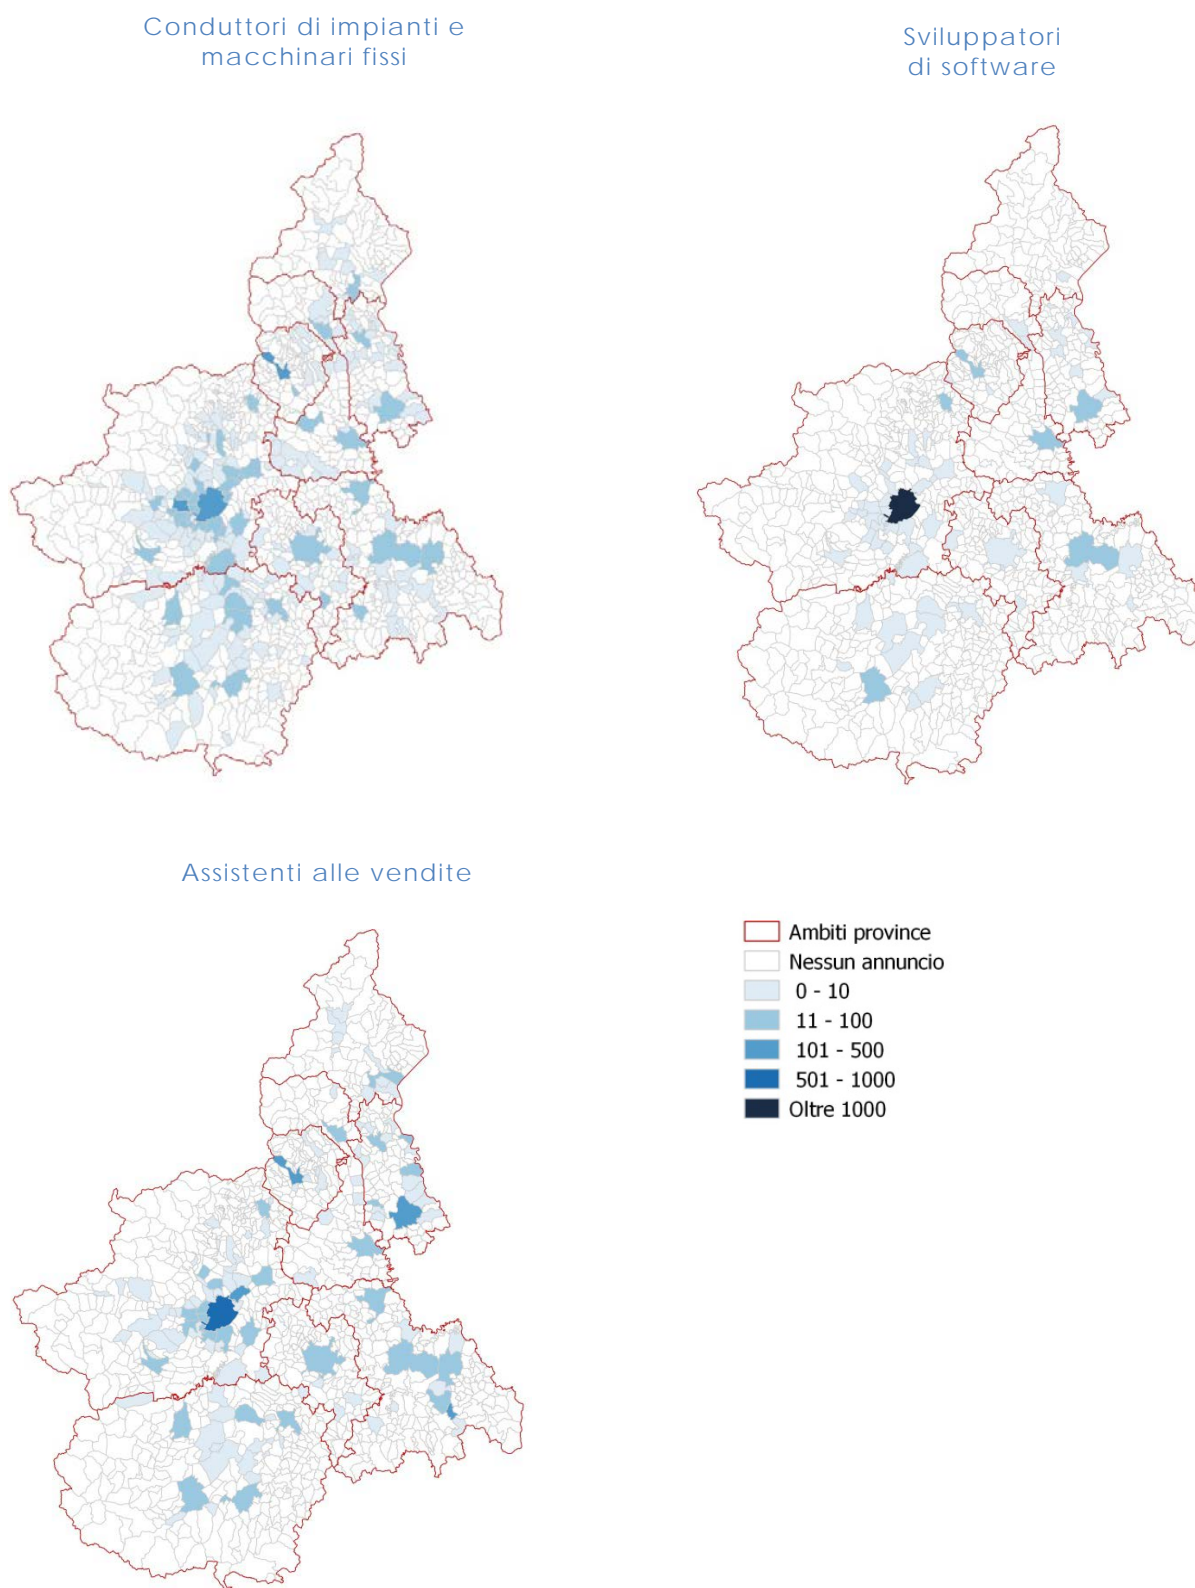 Conduttori di impianti e
macchinari fissi
Sviluppatori
di software
Assistenti alle vendite
Ambiti province
Nessun annuncio
0 - 10
11 - 100
101 - 500
501 - 1000
Oltre 1000